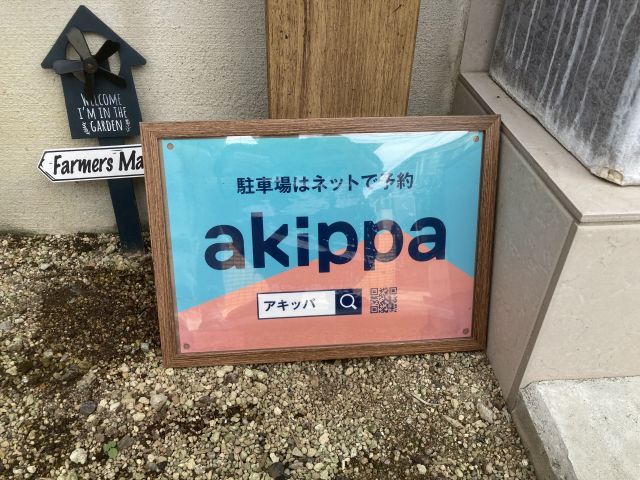 WELCOME
I'M IN THE
GARDEN
Farmers Ma
駐車場はネットで予約
akippa
アキッパ